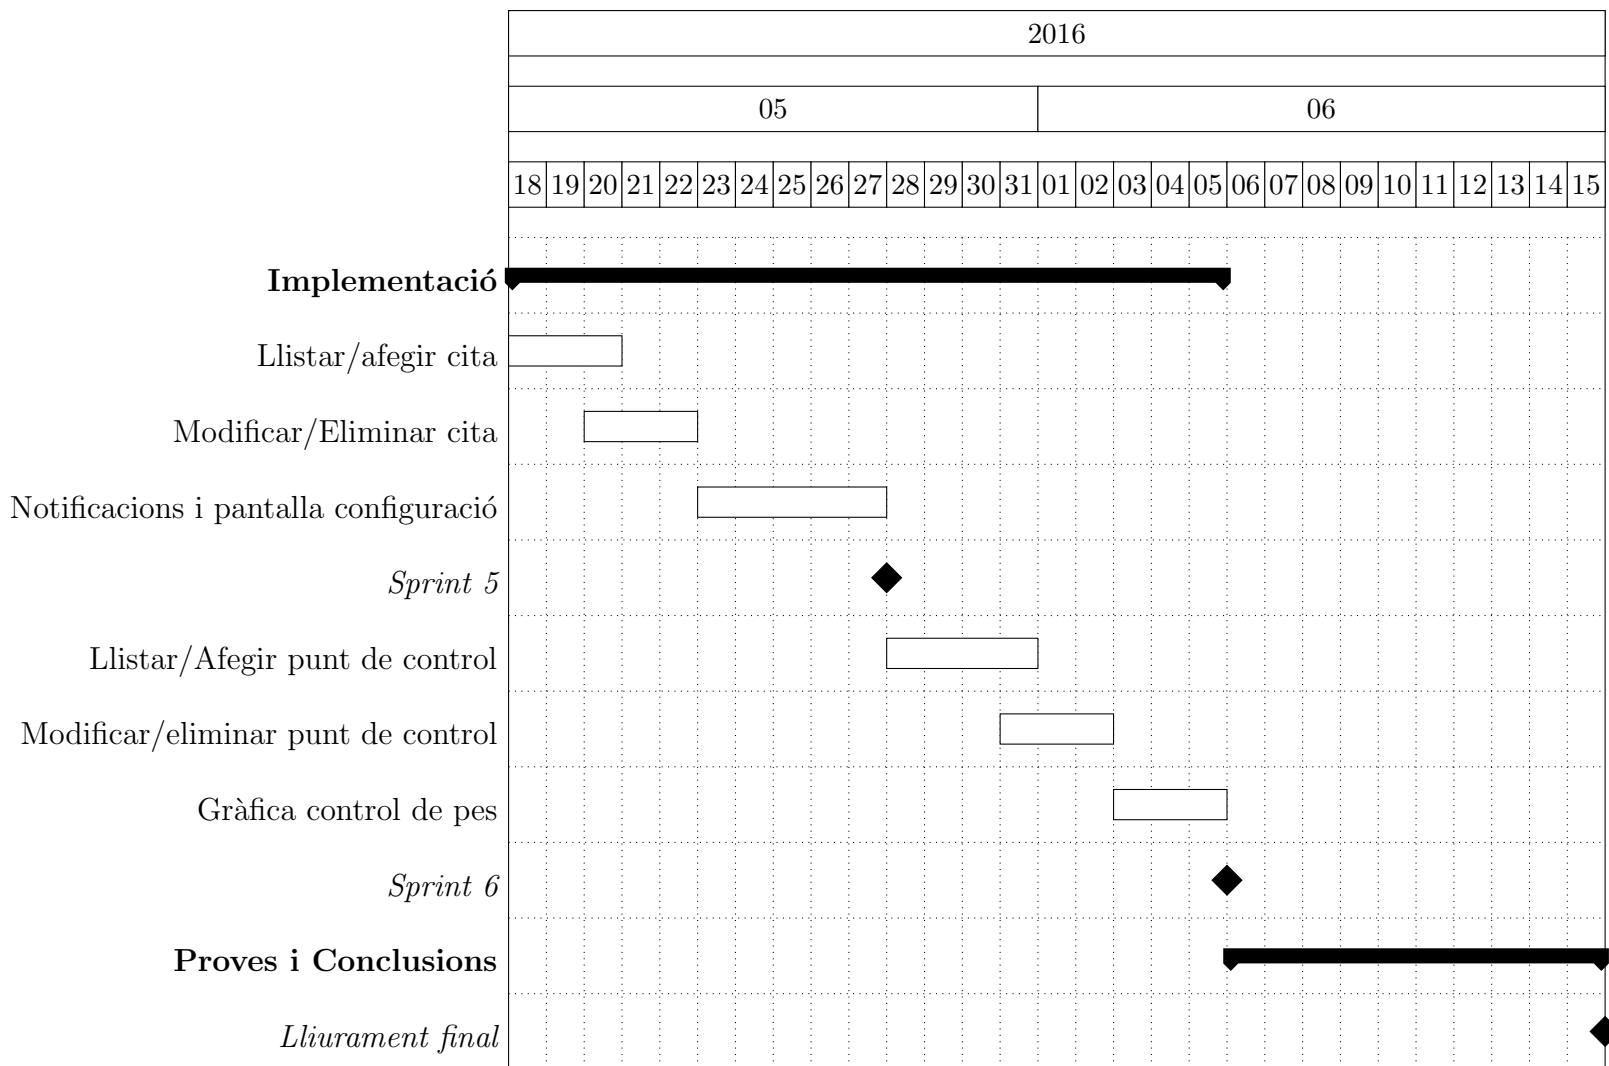 2016
05 06
18 19 20 21 22 23 24 25 26 27 28 29 30 31 01 02 03 04 05 06 07 08 09 10 11 12 13 14 15
Implementació
Llistar/afegir cita
Modificar/Eliminar cita
Notificacions i pantalla configuració
Sprint 5
Llistar/Afegir punt de control
Modificar/eliminar punt de control
Gràfica control de pes
Sprint 6
Proves i Conclusions
Lliurament final